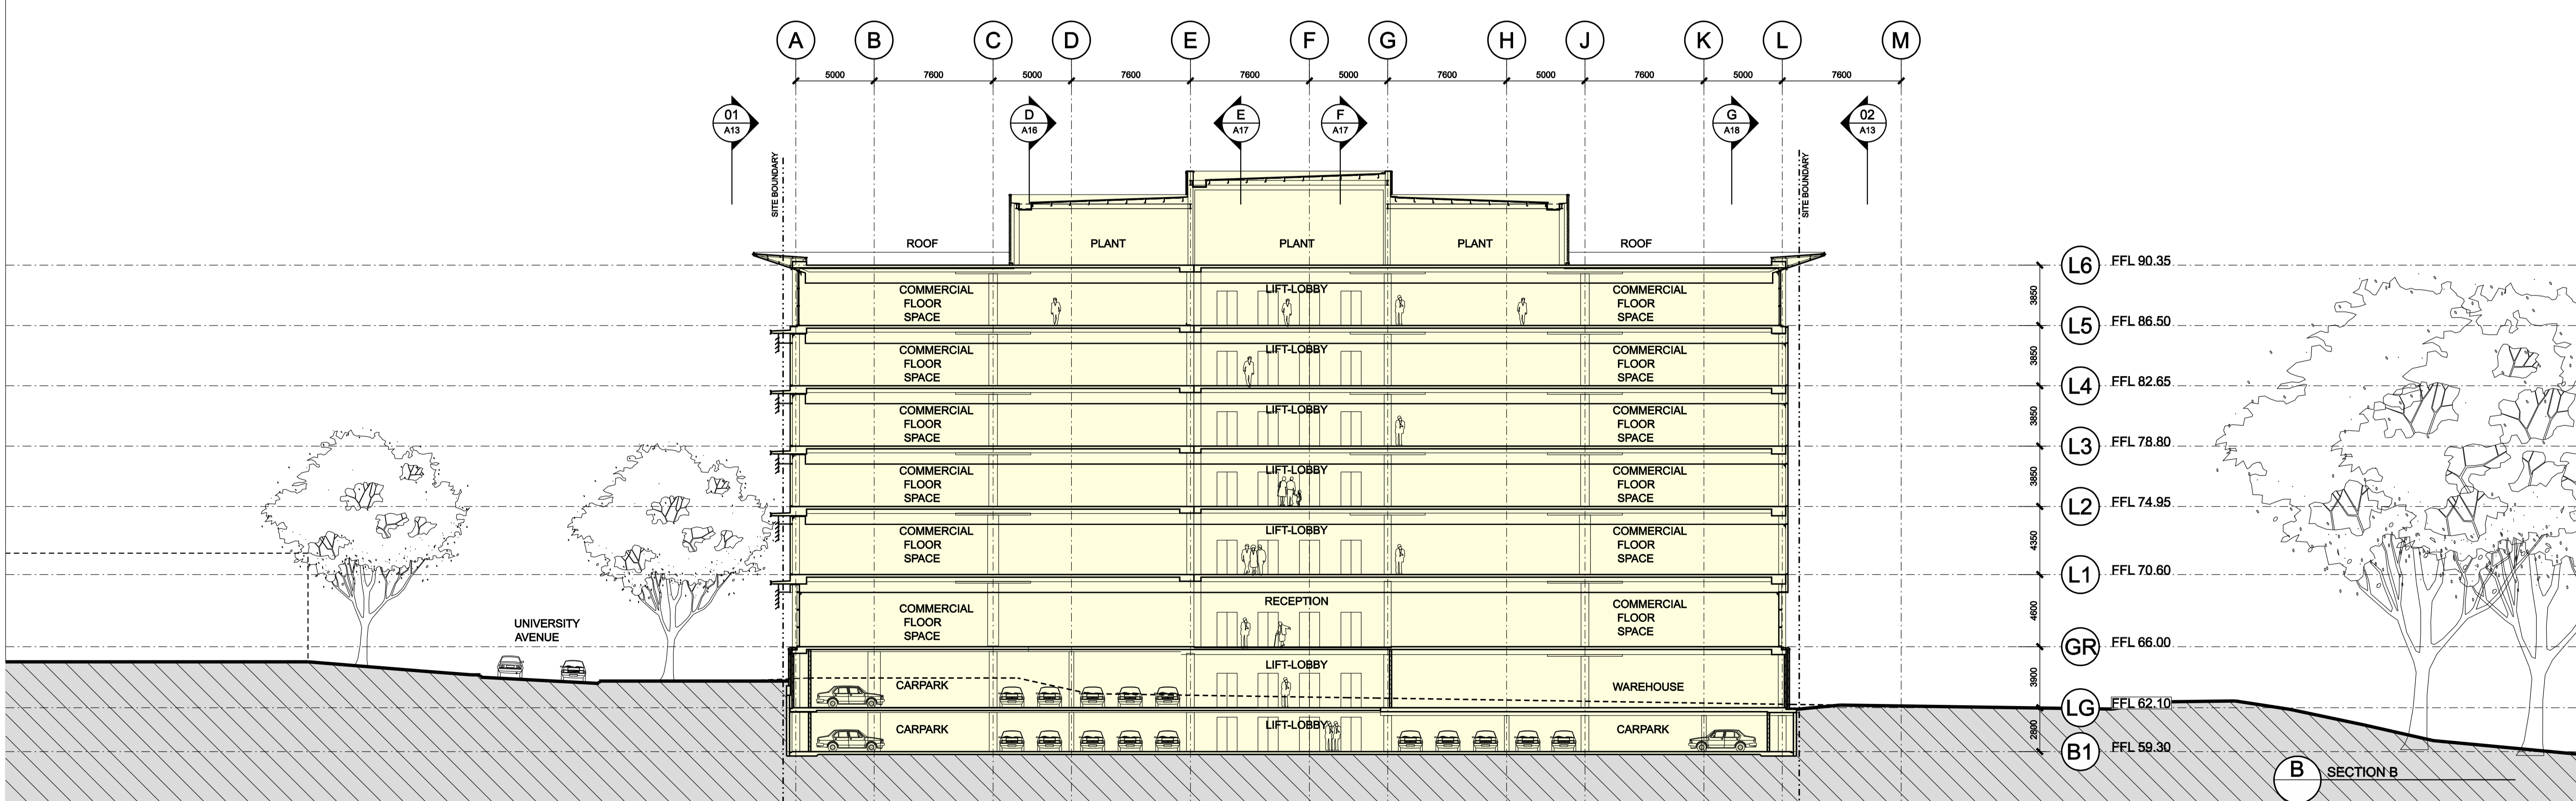 A B C D E F G H J K L M
5000 7600 5000 7600 7600 5000 7600 5000 7600 5000 7600
01 D E F G 02
A13 A16 A17 A17 A18 A13
SITE BOUNDARY
SITE BOUNDARY
ROOF PLANT PLANT PLANT ROOF
L6 FFL 90.35
COMMERCIAL
FLOOR
SPACE
LIFT-LOBBY
COMMERCIAL
FLOOR
SPACE
3850
L5 FFL 86.50
COMMERCIAL
FLOOR
SPACE
LIFT-LOBBY
COMMERCIAL
FLOOR
SPACE
3850
L4 FFL 82.65
COMMERCIAL
FLOOR
SPACE
LIFT-LOBBY
COMMERCIAL
FLOOR
SPACE
3850
L3 FFL 78.80
COMMERCIAL
FLOOR
SPACE
LIFT-LOBBY
COMMERCIAL
FLOOR
SPACE
3850
L2 FFL 74.95
COMMERCIAL
FLOOR
SPACE
LIFT-LOBBY
COMMERCIAL
FLOOR
SPACE
4350
L1 FFL 70.60
UNIVERSITY
AVENUE
COMMERCIAL
FLOOR
SPACE
RECEPTION
COMMERCIAL
FLOOR
SPACE
4600
GR FFL 66.00
CARPARK LIFT-LOBBY WAREHOUSE
3900
LG FFL 62.10
CARPARK LIFT-LOBBY CARPARK
2800
B1 FFL 59.30
B SECTION B